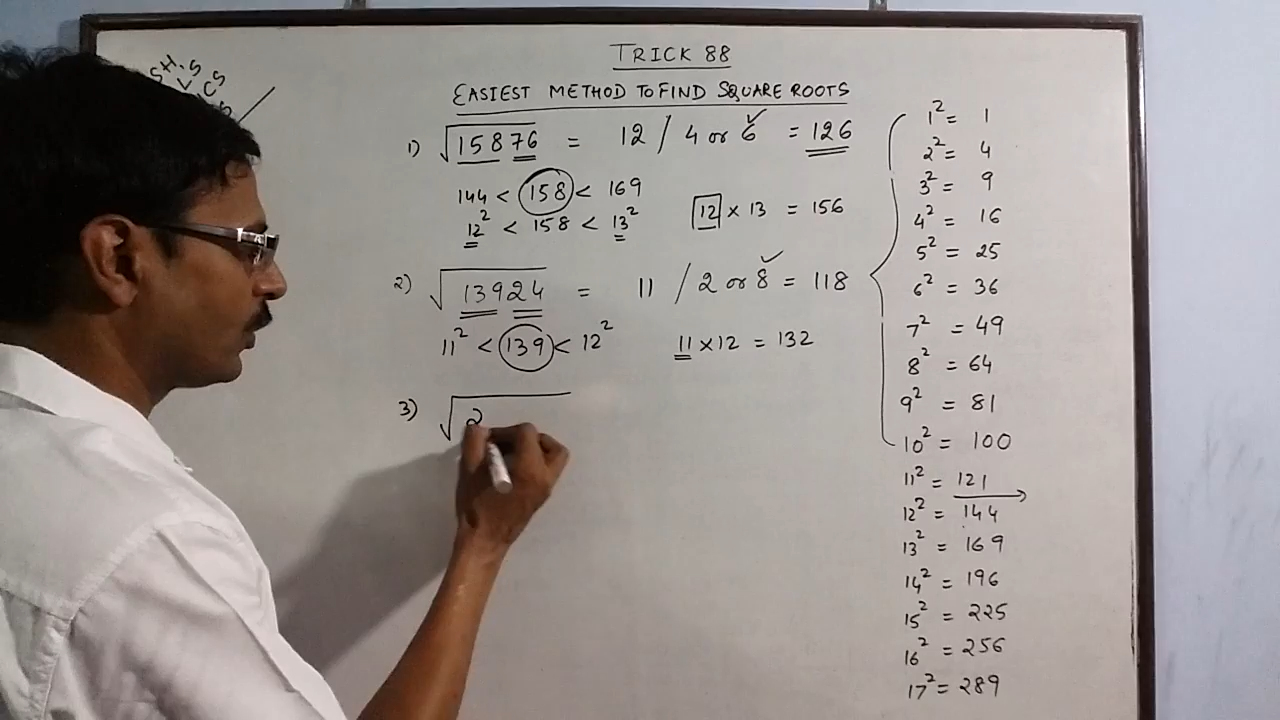 SH.
LS
ICS
TRICK 88
EASIEST METHOD TO FIND SQUARE ROOTS
1) √15876 = 12 / 4 or 6 ✓ = 126
144 < 158 < 169
12² < 158 < 13²
12 × 13 = 156
2) √13924 = 11 / 2 or 8 ✓ = 118
11² < 139 < 12²
11 × 12 = 132
3) √2
1² = 1
2² = 4
3² = 9
4² = 16
5² = 25
6² = 36
7² = 49
8² = 64
9² = 81
10² = 100
11² = 121
12² = 144
13² = 169
14² = 196
15² = 225
16² = 256
17² = 289